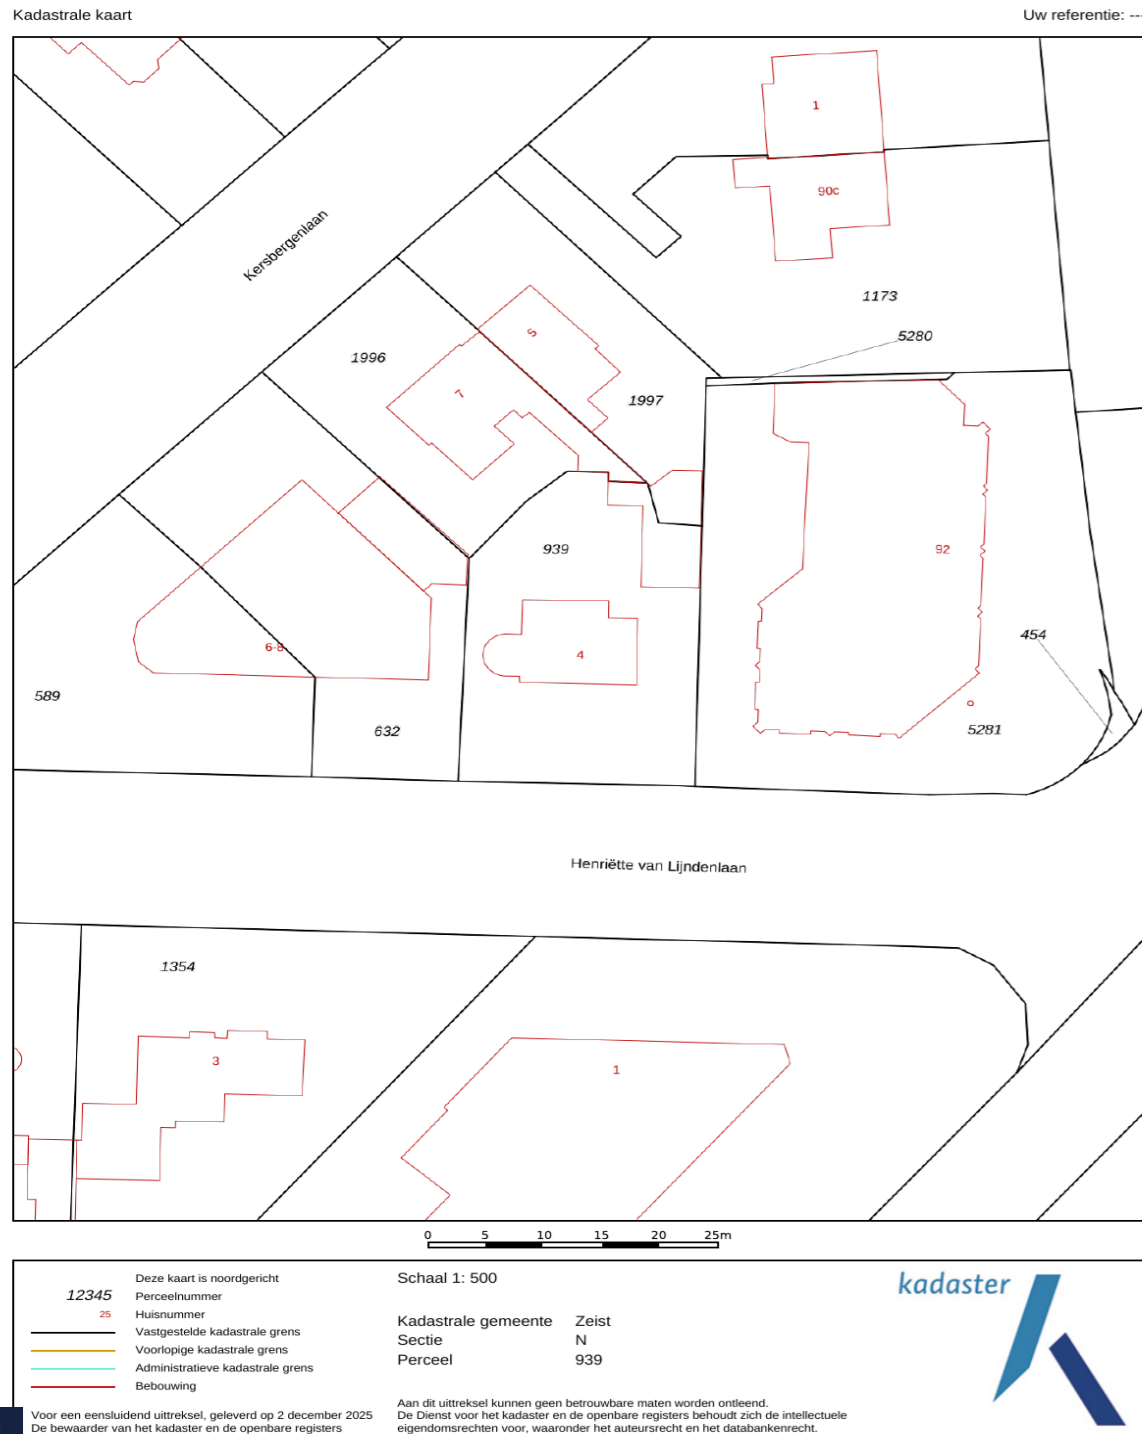 Kadastrale kaart
Uw referentie: ---
1
90c
Kersbergenlaan
1173
5280
5
1996
7
1997
939
92
6-8
4
454
589
632
5281
Henriëtte van Lijndenlaan
1354
3
1
0 5 10 15 20 25m
Deze kaart is noordgericht
12345 Perceelnummer
25 Huisnummer
Vastgestelde kadastrale grens
Voorlopige kadastrale grens
Administratieve kadastrale grens
Bebouwing
Voor een eensluidend uittreksel, geleverd op 2 december 2025
De bewaarder van het kadaster en de openbare registers
Schaal 1: 500
Kadastrale gemeente Zeist
Sectie N
Perceel 939
Aan dit uittreksel kunnen geen betrouwbare maten worden ontleend.
De Dienst voor het kadaster en de openbare registers behoudt zich de intellectuele
eigendomsrechten voor, waaronder het auteursrecht en het databankenrecht.
kadaster